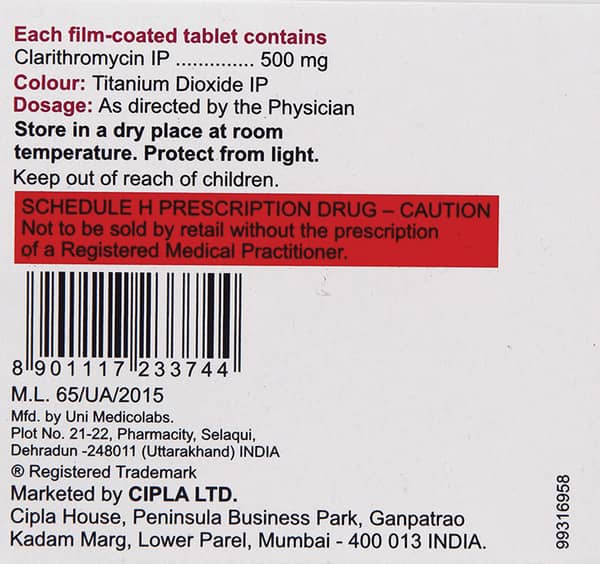 Each film-coated tablet contains
Clarithromycin IP .............. 500 mg
Colour: Titanium Dioxide IP
Dosage: As directed by the Physician
Store in a dry place at room
temperature. Protect from light.
Keep out of reach of children.
SCHEDULE H PRESCRIPTION DRUG – CAUTION
Not to be sold by retail without the prescription
of a Registered Medical Practitioner.
8 901117 233744
M.L. 65/UA/2015
Mfd. by Uni Medicolabs.
Plot No. 21-22, Pharmacity, Selaqui,
Dehradun -248011 (Uttarakhand) INDIA
® Registered Trademark
Marketed by CIPLA LTD.
Cipla House, Peninsula Business Park, Ganpatrao
Kadam Marg, Lower Parel, Mumbai - 400 013 INDIA.
99316958